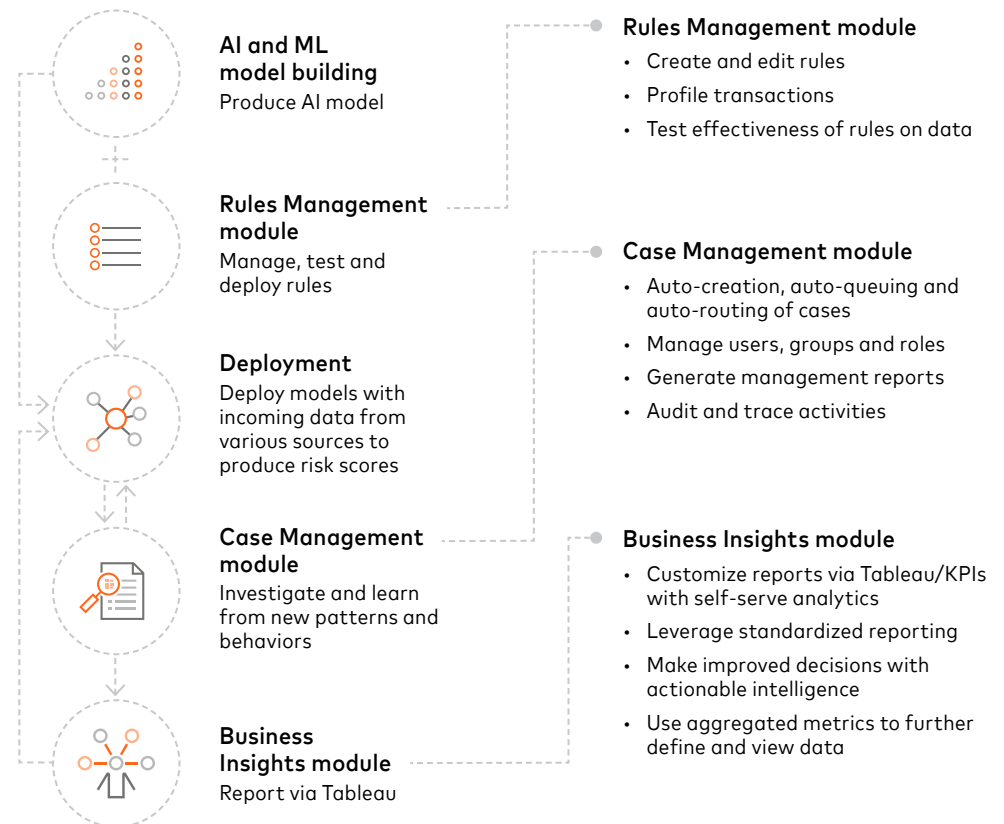 AI and ML
model building
Produce AI model
Rules Management
module
Manage, test and
deploy rules
Deployment
Deploy models with
incoming data from
various sources to
produce risk scores
Case Management
module
Investigate and learn
from new patterns and
behaviors
Business
Insights module
Report via Tableau
Rules Management module
• Create and edit rules
• Profile transactions
• Test effectiveness of rules on data
Case Management module
• Auto-creation, auto-queuing and
auto-routing of cases
• Manage users, groups and roles
• Generate management reports
• Audit and trace activities
Business Insights module
• Customize reports via Tableau/KPIs
with self-serve analytics
• Leverage standardized reporting
• Make improved decisions with
actionable intelligence
• Use aggregated metrics to further
define and view data